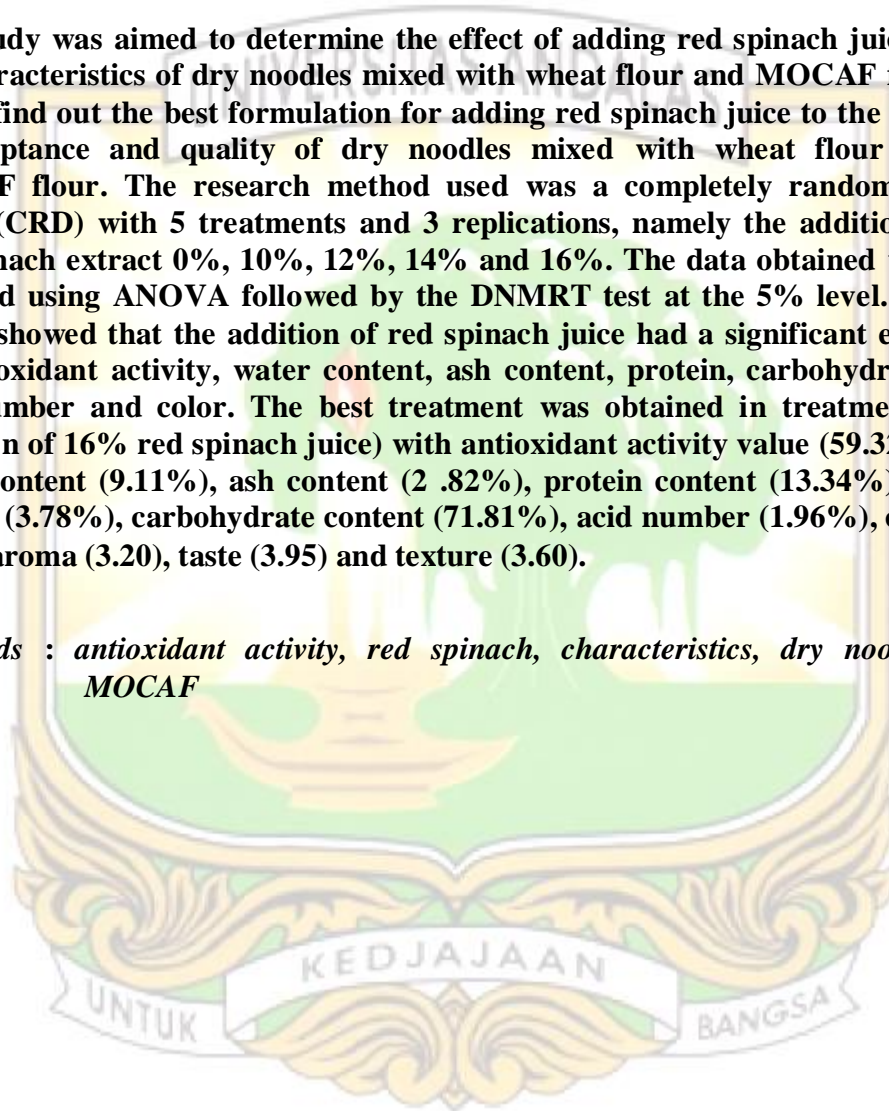 udy was aimed to determine the effect of adding red spinach juic
racteristics of dry noodles mixed with wheat flour and MOCAF
find out the best formulation for adding red spinach juice to the
ptance and quality of dry noodles mixed with wheat flour
F flour. The research method used was a completely random
(CRD) with 5 treatments and 3 replications, namely the additio
nach extract 0%, 10%, 12%, 14% and 16%. The data obtained
d using ANOVA followed by the DNMRT test at the 5% level.
showed that the addition of red spinach juice had a significant e
oxidant activity, water content, ash content, protein, carbohydr
umber and color. The best treatment was obtained in treatme
n of 16% red spinach juice) with antioxidant activity value (59.32
ontent (9.11%), ash content (2 .82%), protein content (13.34%)
(3.78%), carbohydrate content (71.81%), acid number (1.96%),
aroma (3.20), taste (3.95) and texture (3.60).
ds : antioxidant activity, red spinach, characteristics, dry noo
MOCAF
UNIVERSITAS ANDALAS
KEDJAJAAN
UNTUK BANGSA